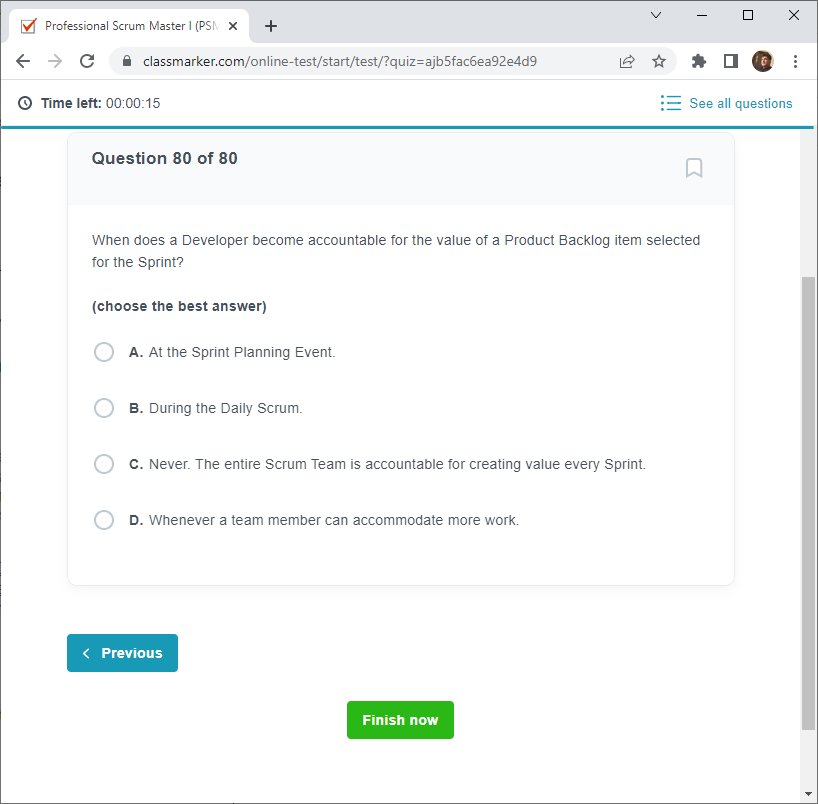 Professional Scrum Master I (PSM
classmarker.com/online-test/start/test/?quiz=ajb5fac6ea92e4d9
Time left: 00:00:15
See all questions
Question 80 of 80
When does a Developer become accountable for the value of a Product Backlog item selected
for the Sprint?
(choose the best answer)
A. At the Sprint Planning Event.
B. During the Daily Scrum.
C. Never. The entire Scrum Team is accountable for creating value every Sprint.
D. Whenever a team member can accommodate more work.
Previous
Finish now